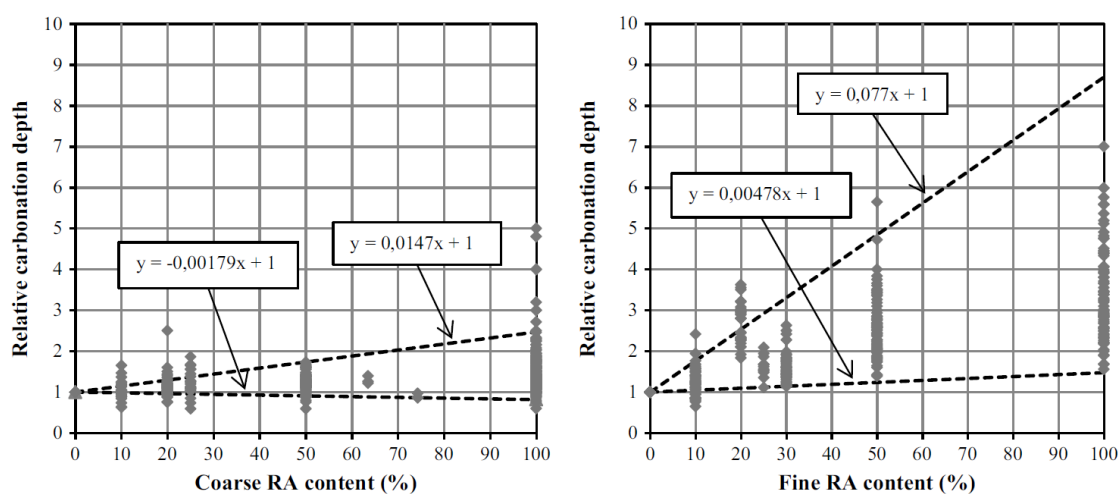 10
9
8
7
6
5
4
3
2
1
0
Relative carbonation depth
y = -0,00179x + 1
y = 0,0147x + 1
0 10 20 30 40 50 60 70 80 90 100
Coarse RA content (%)
10
9
8
7
6
5
4
3
2
1
0
Relative carbonation depth
y = 0,077x + 1
y = 0,00478x + 1
0 10 20 30 40 50 60 70 80 90 100
Fine RA content (%)